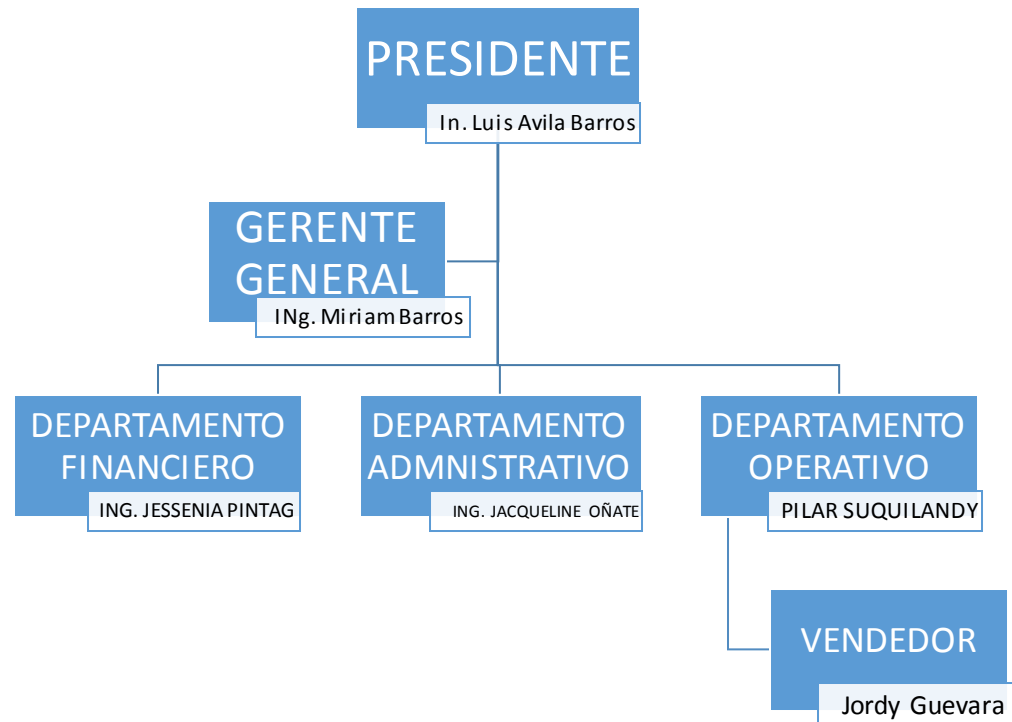 PRESIDENTE
In. Luis Avila Barros
GERENTE
GENERAL
INg. Miriam Barros
DEPARTAMENTO
FINANCIERO
ING. JESSENIA PINTAG
DEPARTAMENTO
ADMNISTRATIVO
ING. JACQUELINE OÑATE
DEPARTAMENTO
OPERATIVO
PILAR SUQUILANDY
VENDEDOR
Jordy Guevara